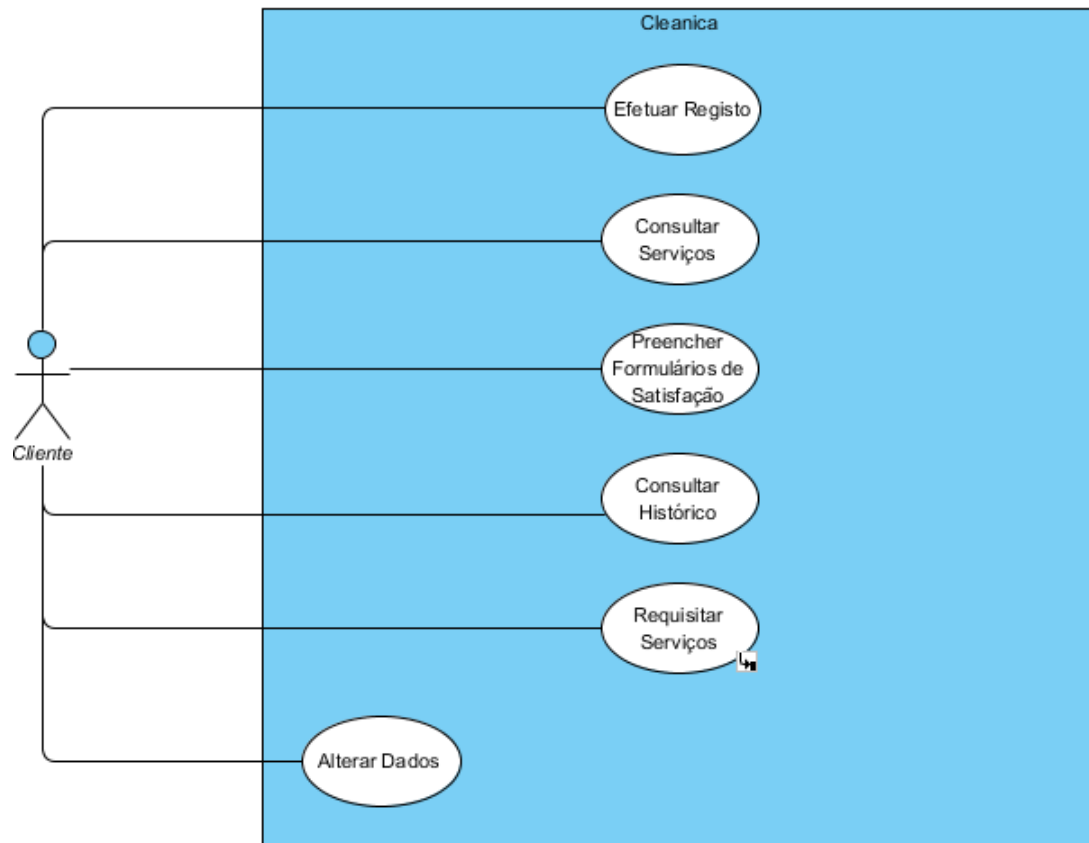 Cleanica
Efetuar Registo
Consultar
Serviços
Preencher
Formulários de
Satisfação
Cliente
Consultar
Histórico
Requisitar
Serviços
Alterar Dados